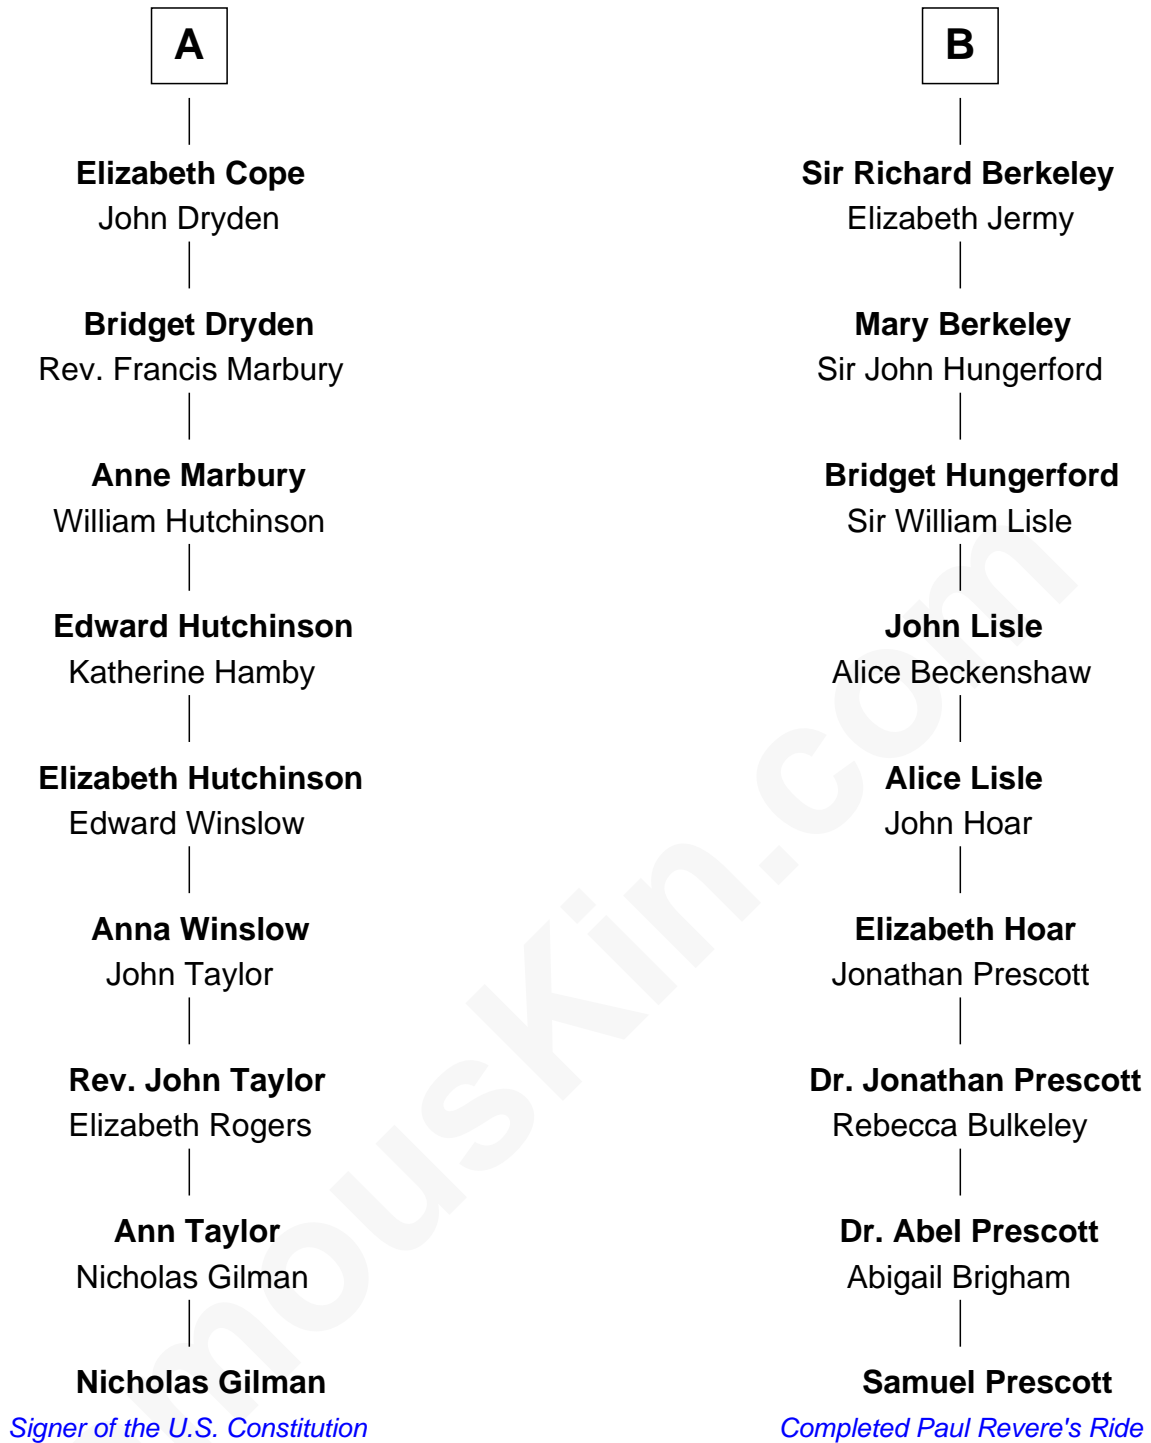 A
Elizabeth Cope
John Dryden
Bridget Dryden
Rev. Francis Marbury
Anne Marbury
William Hutchinson
Edward Hutchinson
Katherine Hamby
Elizabeth Hutchinson
Edward Winslow
Anna Winslow
John Taylor
Rev. John Taylor
Elizabeth Rogers
Ann Taylor
Nicholas Gilman
Nicholas Gilman
Signer of the U.S. Constitution
B
Sir Richard Berkeley
Elizabeth Jermy
Mary Berkeley
Sir John Hungerford
Bridget Hungerford
Sir William Lisle
John Lisle
Alice Beckenshaw
Alice Lisle
John Hoar
Elizabeth Hoar
Jonathan Prescott
Dr. Jonathan Prescott
Rebecca Bulkeley
Dr. Abel Prescott
Abigail Brigham
Samuel Prescott
Completed Paul Revere's Ride
mousKin.com